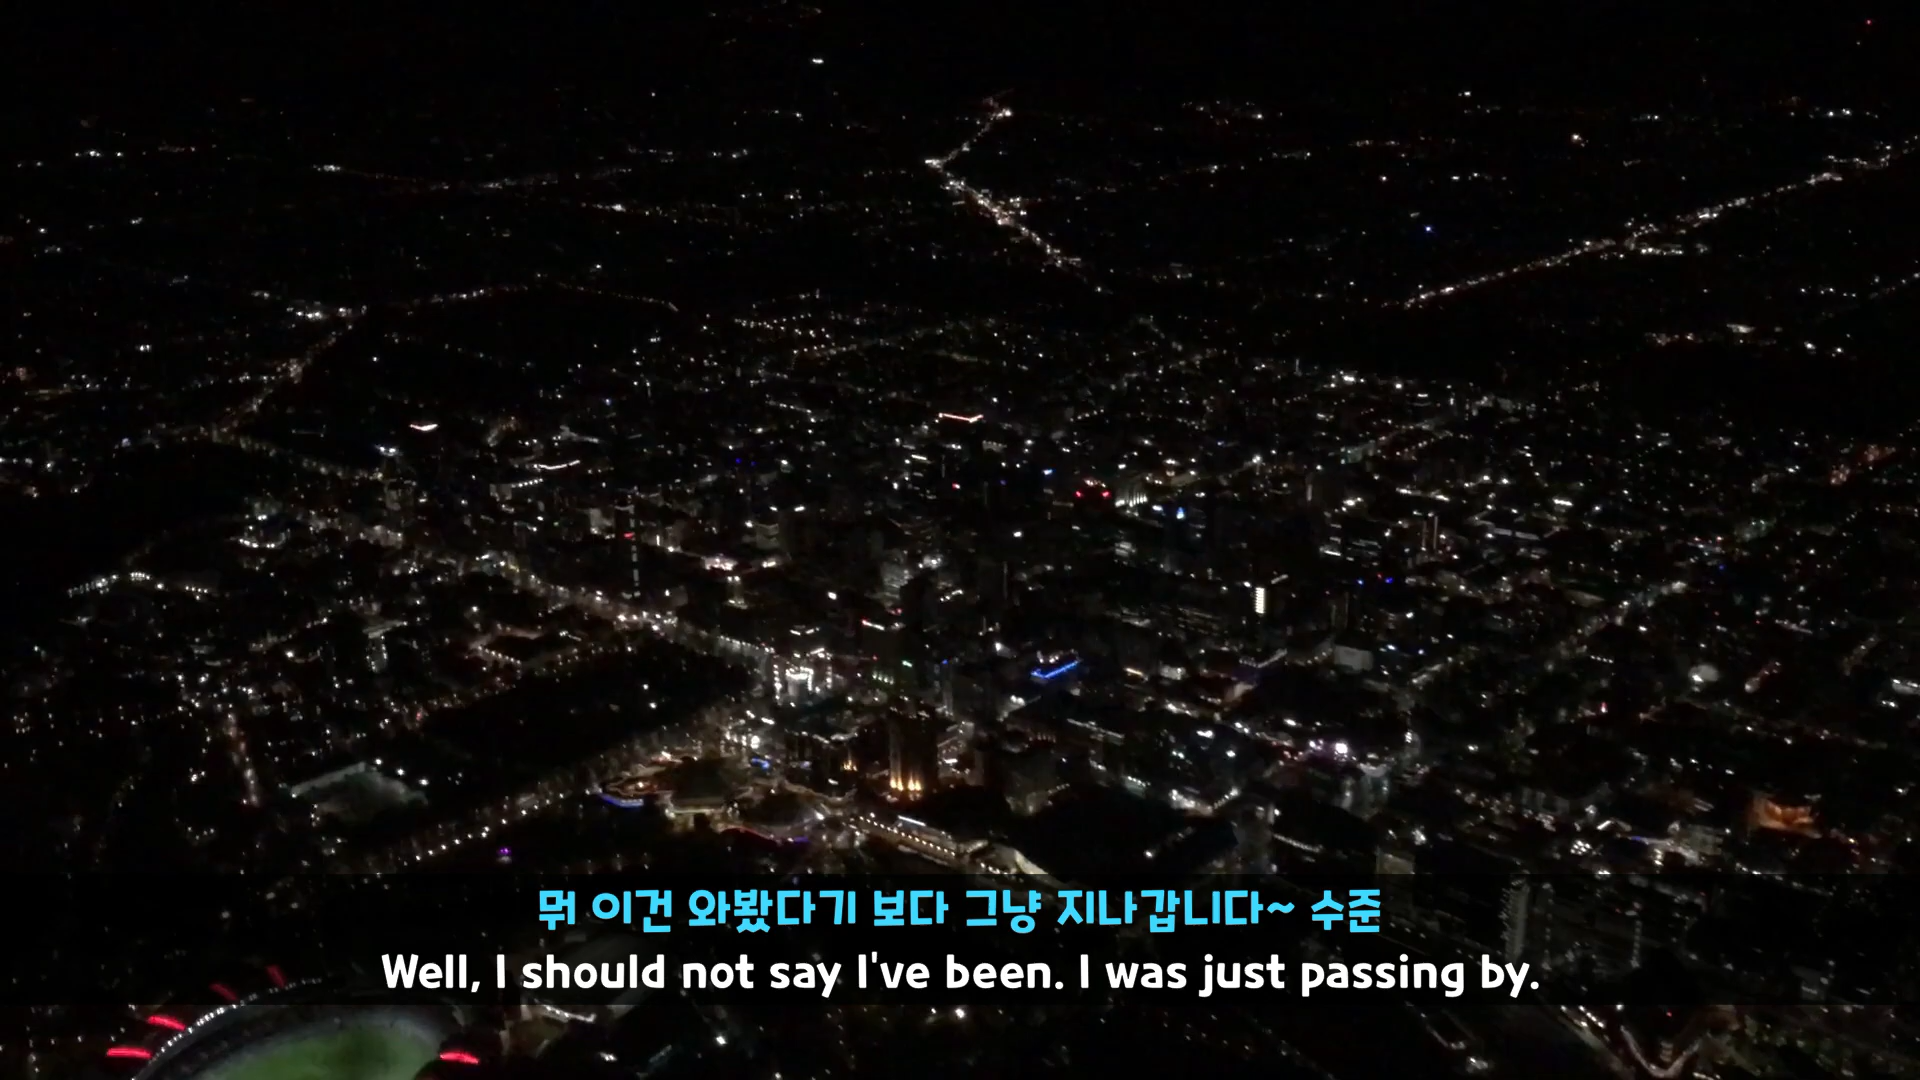 뭐 이건 와봤다기 보다 그냥 지나갑니다~ 수준
Well, I should not say I've been. I was just passing by.